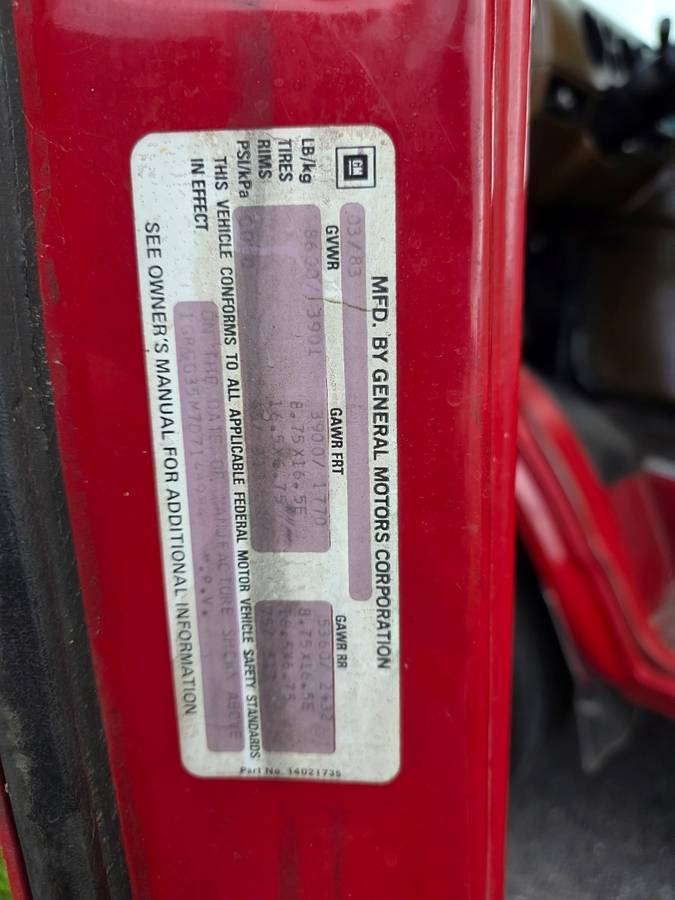 GM
MFD. BY GENERAL MOTORS CORPORATION
03/83
GVWR GAWR FRT GAWR RR
LB/kg 8600/ 3901 3900/ 1770 5360/ 2432
TIRES 8.75X16.5E 8.75X16.5E
RIMS 16.5X6.75 16.5X6.75
PSI/kPa
THIS VEHICLE CONFORMS TO ALL APPLICABLE FEDERAL MOTOR VEHICLE SAFETY STANDARDS
IN EFFECT ON THE DATE OF MANUFACTURE SHOWN ABOVE
M.P.V.
SEE OWNER'S MANUAL FOR ADDITIONAL INFORMATION
Part No. 14021735